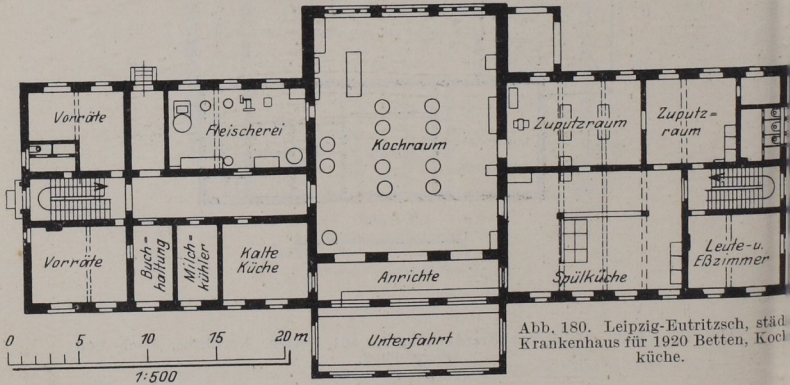 Vorräte
Fleischerei
Kochraum
Zuputzraum
Zuputz=
raum
Vorräte
Buch=
haltung
Milch=
kühler
Kalte
Küche
Anrichte
Spülküche
Leute- u.
Eßzimmer
Unterfahrt
0 5 10 15 20 m
1:500
Abb. 180. Leipzig-Eutritzsch, städ
Krankenhaus für 1920 Betten, Koch
küche.